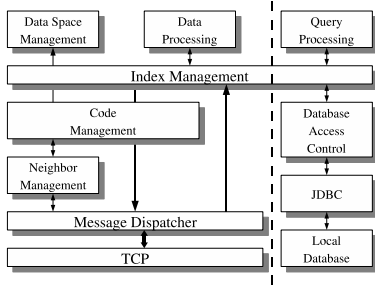 Data Space
Management
Data
Processing
Query
Processing
Index Management
Code
Management
Database
Access
Control
Neighbor
Management
JDBC
Message Dispatcher
TCP
Local
Database